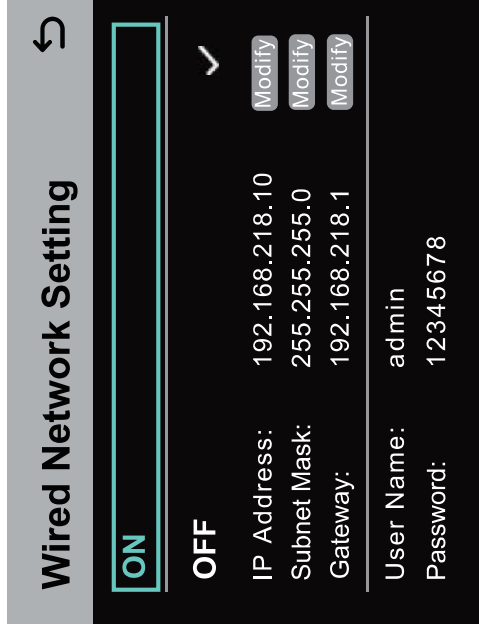 Wired Network Setting
ON
OFF
IP Address: 192.168.218.10 Modify
Subnet Mask: 255.255.255.0 Modify
Gateway: 192.168.218.1 Modify
User Name: admin
Password: 12345678